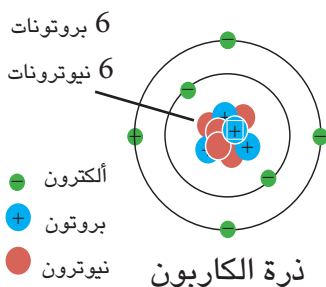 6 بروتونات
6 نيوترونات
ألكترون
بروتون
نيوترون
ذرة الكاربون